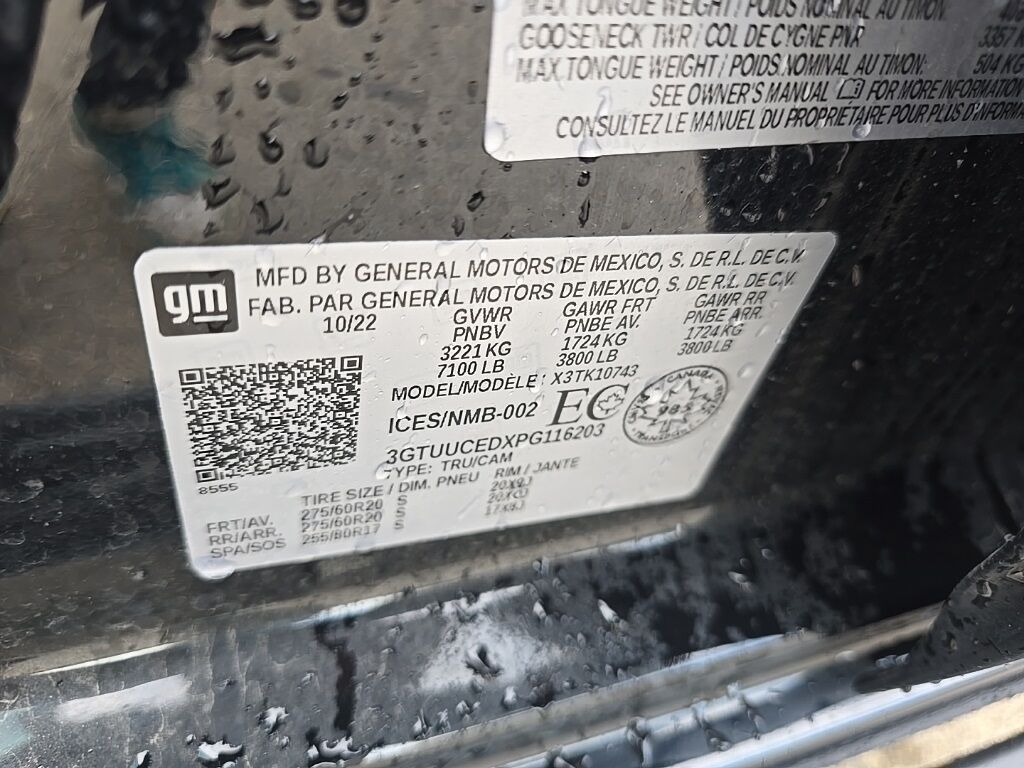 MAX TONGUE WEIGHT / POIDS NOMINAL AU TIMON:
GOOSENECK TWR / COL DE CYGNE PNR 3357
MAX.TONGUE WEIGHT / POIDS NOMINAL AU TIMON: 504 KG
SEE OWNER'S MANUAL FOR MORE INFORMATION
CONSULTEZ LE MANUEL DU PROPRIÉTAIRE POUR PLUS
gm
MFD BY GENERAL MOTORS DE MEXICO, S. DE R.L. DE C.V.
FAB. PAR GENERAL MOTORS DE MEXICO, S. DE R.L. DE C.V.
10/22 GVWR GAWR FRT GAWR RR
PNBV PNBE AV. PNBE ARR.
3221 KG 1724 KG 1724 KG
7100 LB 3800 LB 3800 LB
MODEL/MODÈLE: X3TK10743
ICES/NMB-002 EC CANADA 985
3GTUUCEDXPG116203
TYPE: TRU/CAM
8555
TIRE SIZE / DIM. PNEU RIM / JANTE
FRT/AV. 275/60R20 S 20X9J
RR/ARR. 275/60R20 S 20X9J
SPA/SOS 255/80R17 S